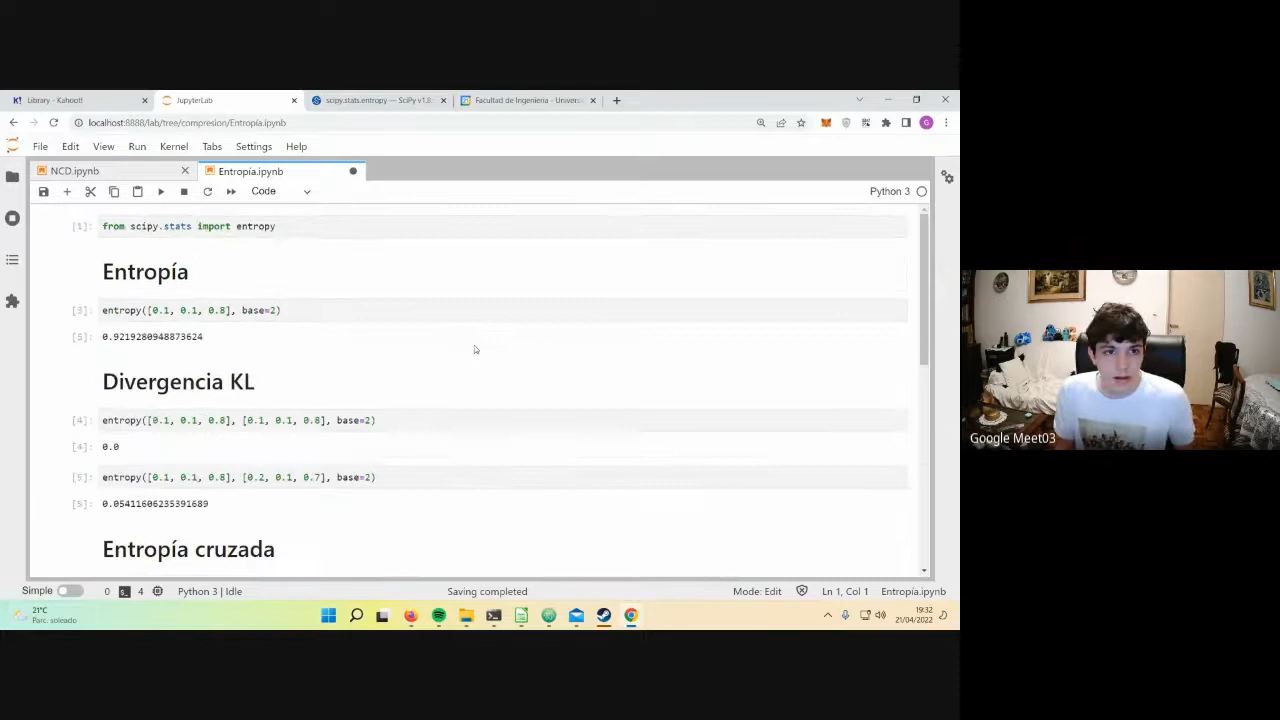 Library - Kahoot!
JupyterLab
scipy.stats.entropy — SciPy v1.8
Facultad de Ingeniería - Univers
localhost:8888/lab/tree/compresion/Entropía.ipynb
G
File Edit View Run Kernel Tabs Settings Help
NCD.ipynb
Entropía.ipynb
Code
Python 3
[1]: from scipy.stats import entropy
Entropía
[3]: entropy([0.1, 0.1, 0.8], base=2)
[5]: 0.9219280948873624
Divergencia KL
[4]: entropy([0.1, 0.1, 0.8], [0.1, 0.1, 0.8], base=2)
[4]: 0.0
[5]: entropy([0.1, 0.1, 0.8], [0.2, 0.1, 0.7], base=2)
[5]: 0.05411606235391689
Entropía cruzada
Simple 0 4 Python 3 | Idle Saving completed Mode: Edit Ln 1, Col 1 Entropía.ipynb
21°C
Parc. soleado
19:32
21/04/2022
Google Meet03